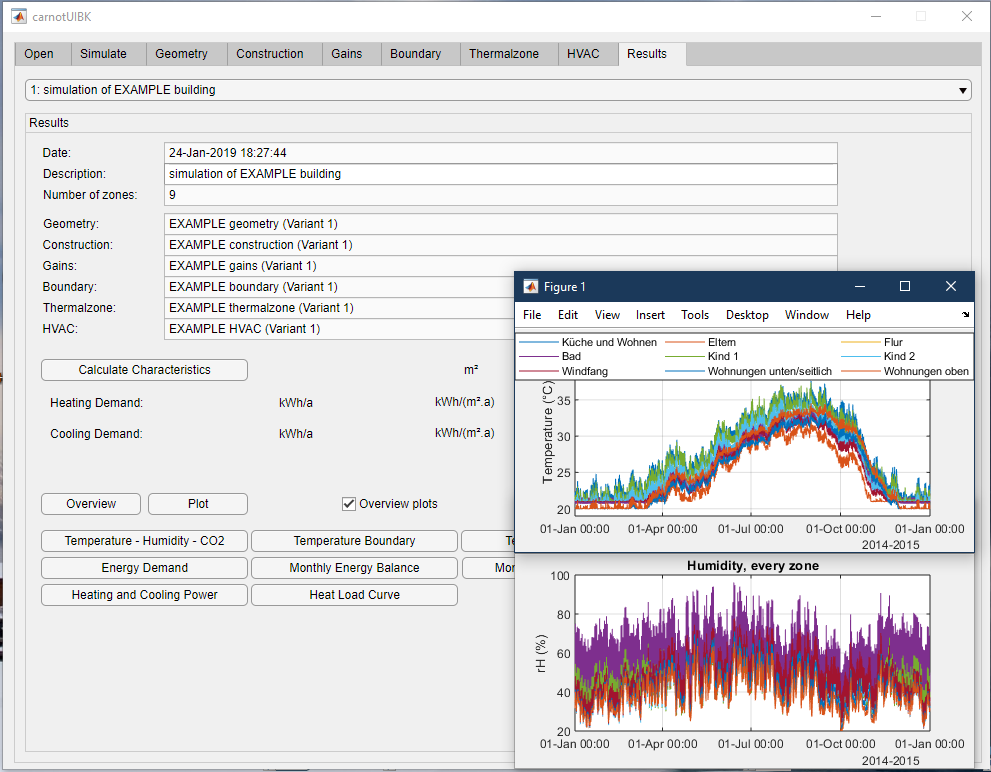 carnotUIBK
Open Simulate Geometry Construction Gains Boundary Thermalzone HVAC Results
1: simulation of EXAMPLE building
Results
Date: 24-Jan-2019 18:27:44
Description: simulation of EXAMPLE building
Number of zones: 9
Geometry: EXAMPLE geometry (Variant 1)
Construction: EXAMPLE construction (Variant 1)
Gains: EXAMPLE gains (Variant 1)
Boundary: EXAMPLE boundary (Variant 1)
Thermalzone: EXAMPLE thermalzone (Variant 1)
HVAC: EXAMPLE HVAC (Variant 1)
Calculate Characteristics m²
Heating Demand: kWh/a kWh/(m².a)
Cooling Demand: kWh/a kWh/(m².a)
Overview Plot Overview plots
Temperature - Humidity - CO2 Temperature Boundary
Energy Demand Monthly Energy Balance
Heating and Cooling Power Heat Load Curve
Figure 1
File Edit View Insert Tools Desktop Window Help
Küche und Wohnen Eltern Flur
Bad Kind 1 Kind 2
Windfang Wohnungen unten/seitlich Wohnungen oben
Temperature (°C)
35
30
25
20
01-Jan 00:00 01-Apr 00:00 01-Jul 00:00 01-Oct 00:00 01-Jan 00:00
2014-2015
Humidity, every zone
rH (%)
100
80
60
40
20
01-Jan 00:00 01-Apr 00:00 01-Jul 00:00 01-Oct 00:00 01-Jan 00:00
2014-2015